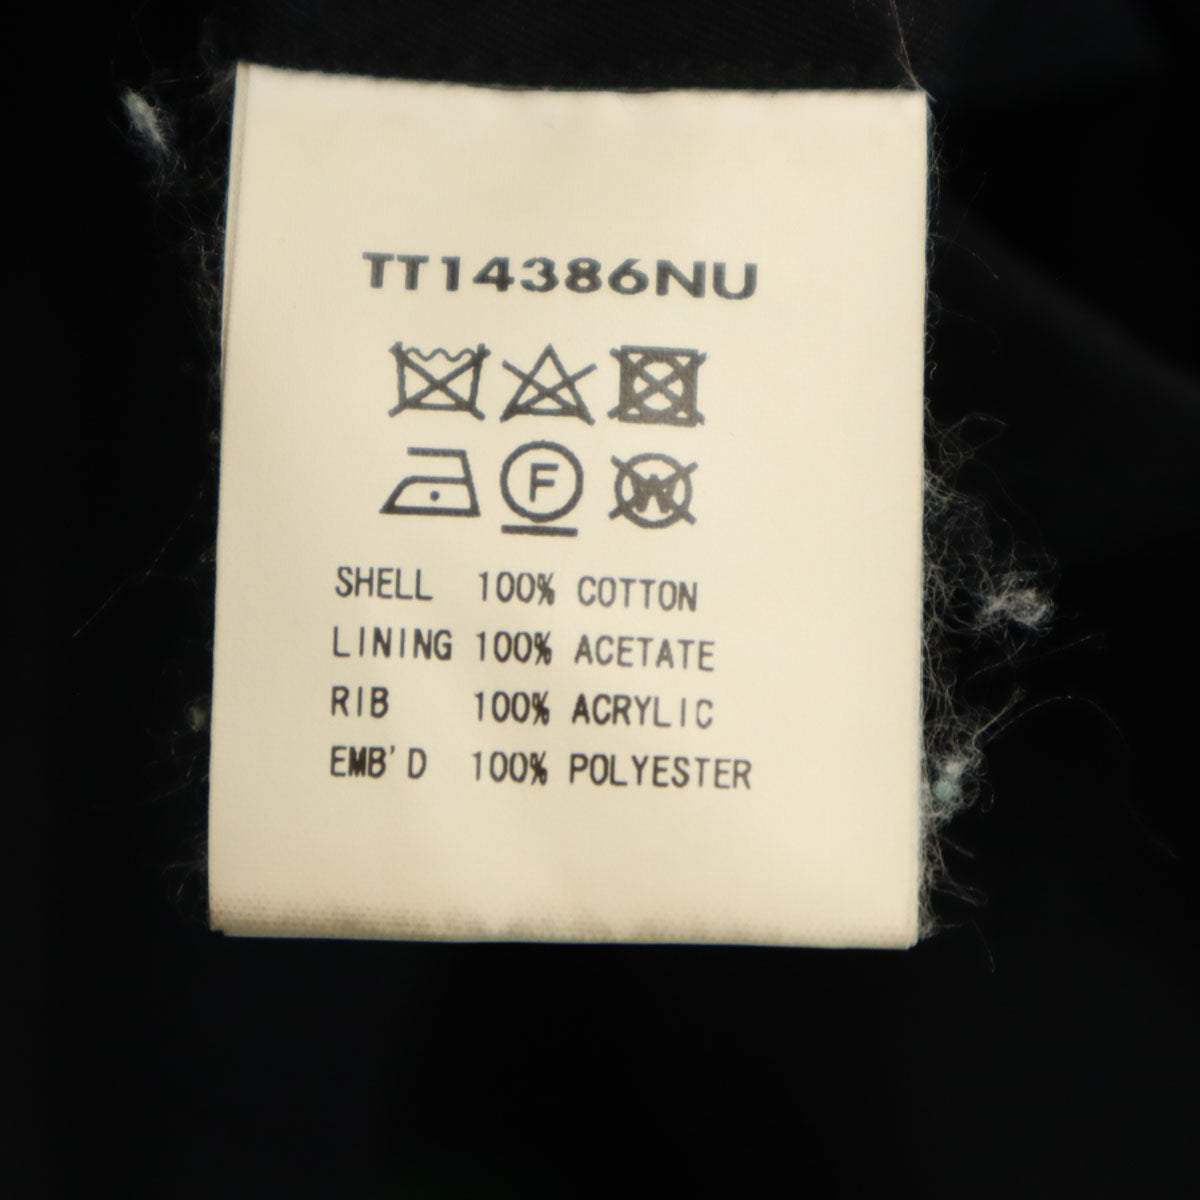 TT14386NU
F
W
SHELL 100% COTTON
LINING 100% ACETATE
RIB 100% ACRYLIC
EMB'D 100% POLYESTER